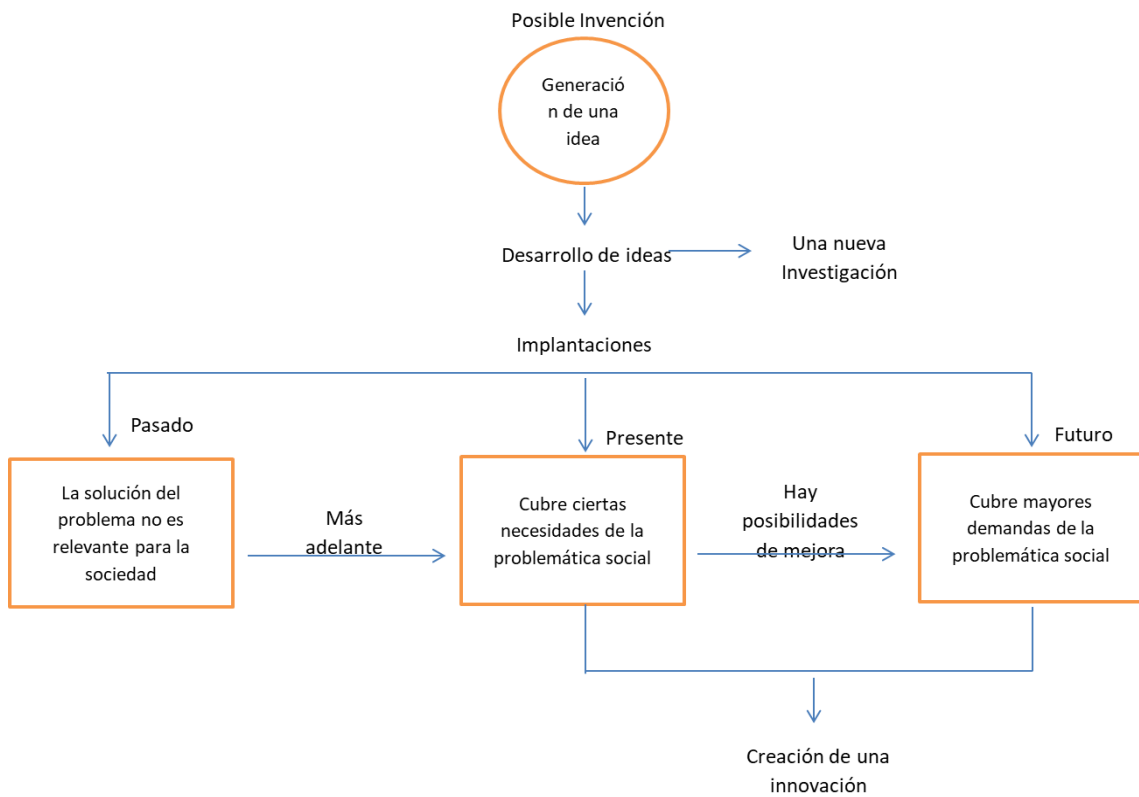 Posible Invención
Generació
n de una
idea
Desarrollo de ideas
Una nueva
Investigación
Implantaciones
Pasado
Presente
Futuro
La solución del
problema no es
relevante para la
sociedad
Más
adelante
Cubre ciertas
necesidades de la
problemática social
Hay
posibilidades
de mejora
Cubre mayores
demandas de la
problemática social
Creación de una
innovación